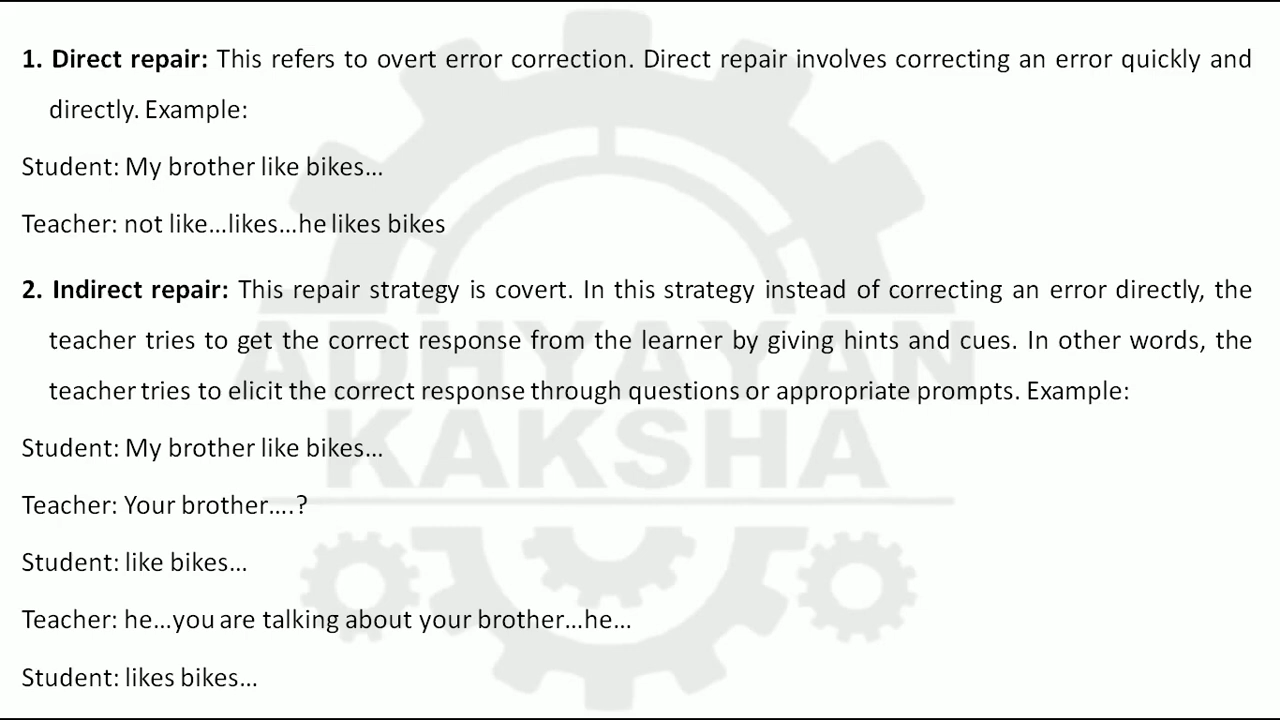 1. Direct repair: This refers to overt error correction. Direct repair involves correcting an error quickly and
directly. Example:
Student: My brother like bikes...
Teacher: not like...likes...he likes bikes
2. Indirect repair: This repair strategy is covert. In this strategy instead of correcting an error directly, the
teacher tries to get the correct response from the learner by giving hints and cues. In other words, the
teacher tries to elicit the correct response through questions or appropriate prompts. Example:
ADHYAYAN
KAKSHA
Student: My brother like bikes...
Teacher: Your brother....?
Student: like bikes...
Teacher: he...you are talking about your brother...he...
Student: likes bikes...